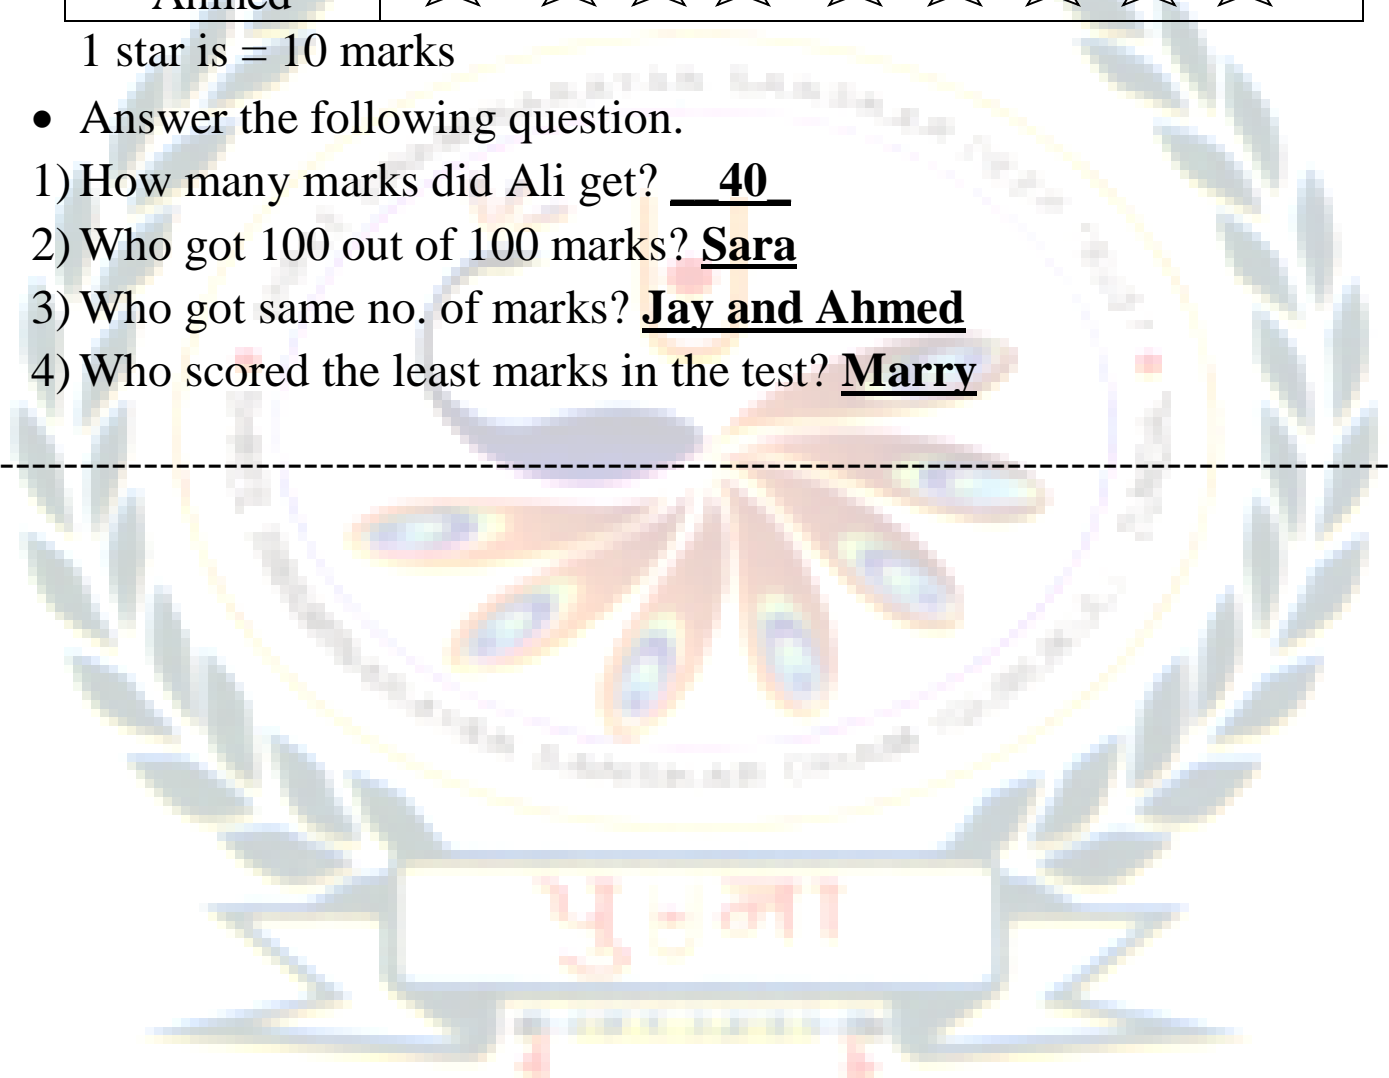 Ahmed
1 star is = 10 marks
• Answer the following question.
1) How many marks did Ali get? __40_
2) Who got 100 out of 100 marks? Sara
3) Who got same no. of marks? Jay and Ahmed
4) Who scored the least marks in the test? Marry